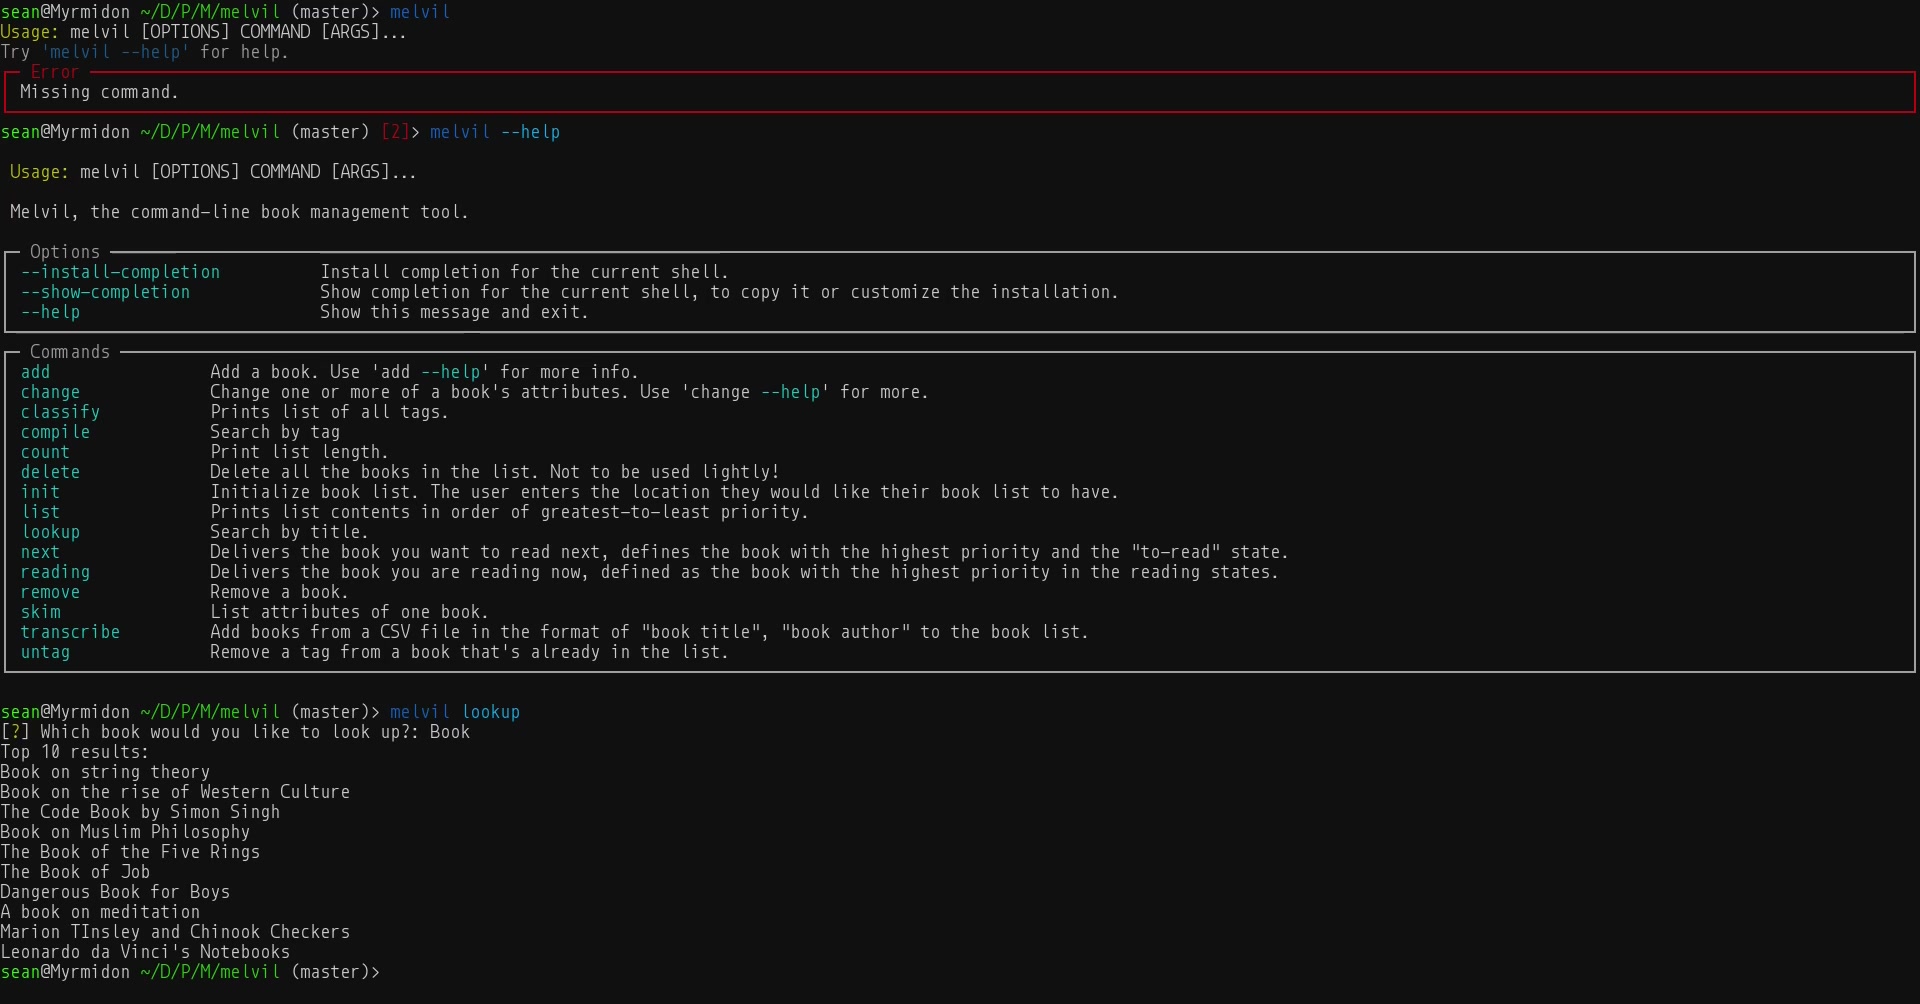 sean@Myrmidon ~/D/P/M/melvil (master)> melvil
Usage: melvil [OPTIONS] COMMAND [ARGS]...
Try 'melvil --help' for help.
Error
Missing command.
sean@Myrmidon ~/D/P/M/melvil (master) [2]> melvil --help
Usage: melvil [OPTIONS] COMMAND [ARGS]...
Melvil, the command-line book management tool.
Options
--install-completion Install completion for the current shell.
--show-completion Show completion for the current shell, to copy it or customize the installation.
--help Show this message and exit.
Commands
add Add a book. Use 'add --help' for more info.
change Change one or more of a book's attributes. Use 'change --help' for more.
classify Prints list of all tags.
compile Search by tag
count Print list length.
delete Delete all the books in the list. Not to be used lightly!
init Initialize book list. The user enters the location they would like their book list to have.
list Prints list contents in order of greatest-to-least priority.
lookup Search by title.
next Delivers the book you want to read next, defines the book with the highest priority and the "to-read" state.
reading Delivers the book you are reading now, defined as the book with the highest priority in the reading states.
remove Remove a book.
skim List attributes of one book.
transcribe Add books from a CSV file in the format of "book title", "book author" to the book list.
untag Remove a tag from a book that's already in the list.
sean@Myrmidon ~/D/P/M/melvil (master)> melvil lookup
[?] Which book would you like to look up?: Book
Top 10 results:
Book on string theory
Book on the rise of Western Culture
The Code Book by Simon Singh
Book on Muslim Philosophy
The Book of the Five Rings
The Book of Job
Dangerous Book for Boys
A book on meditation
Marion TInsley and Chinook Checkers
Leonardo da Vinci's Notebooks
sean@Myrmidon ~/D/P/M/melvil (master)>